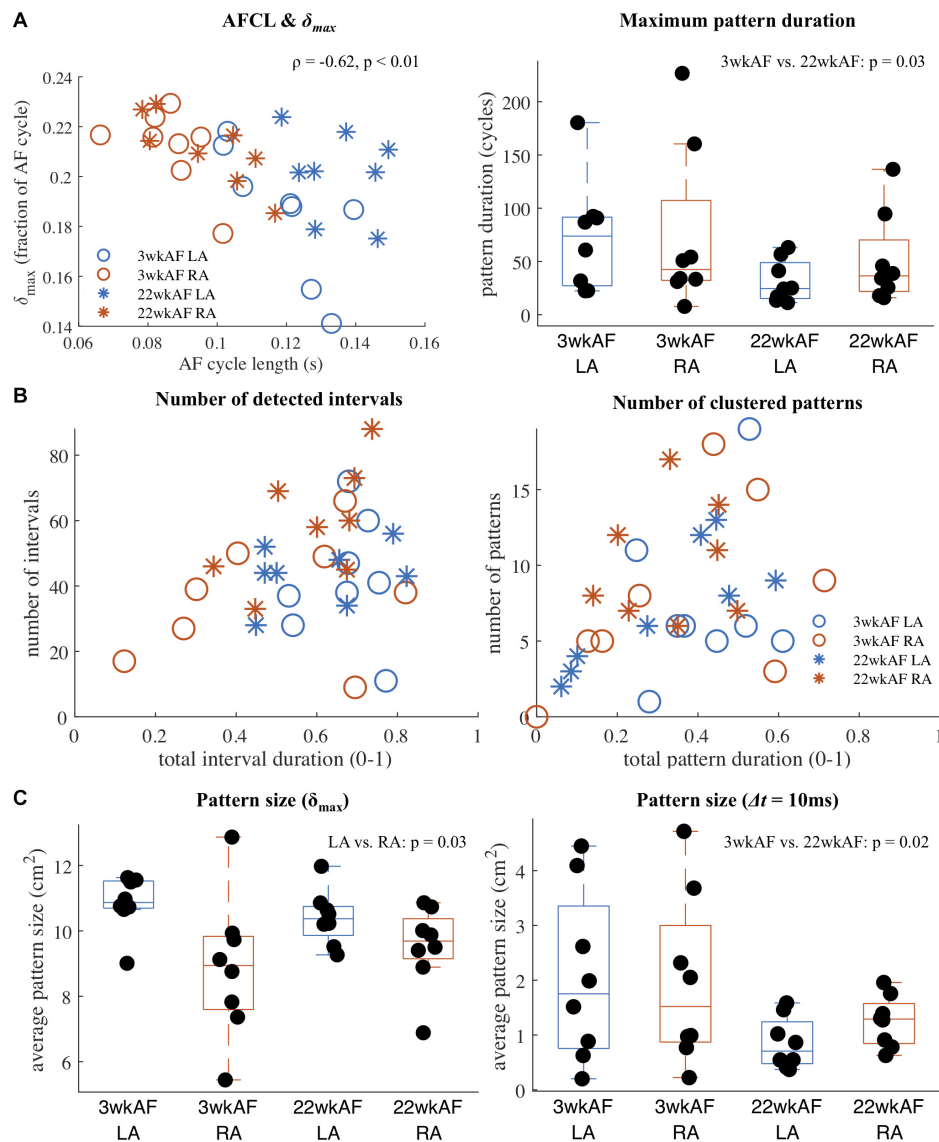 A
AFCL & δmax
ρ = -0.62, p < 0.01
0.24
0.22
0.2
0.18
0.16
0.14
δmax (fraction of AF cycle)
3wkAF LA
3wkAF RA
22wkAF LA
22wkAF RA
0.06 0.08 0.1 0.12 0.14 0.16
AF cycle length (s)
Maximum pattern duration
3wkAF vs. 22wkAF: p = 0.03
200
150
100
50
0
pattern duration (cycles)
3wkAF 3wkAF 22wkAF 22wkAF
LA RA LA RA
B
Number of detected intervals
80
60
40
20
0
number of intervals
0 0.2 0.4 0.6 0.8 1
total interval duration (0-1)
Number of clustered patterns
15
10
5
0
number of patterns
3wkAF LA
3wkAF RA
22wkAF LA
22wkAF RA
0 0.2 0.4 0.6 0.8 1
total pattern duration (0-1)
C
Pattern size (δmax)
LA vs. RA: p = 0.03
12
10
8
6
average pattern size (cm²)
3wkAF 3wkAF 22wkAF 22wkAF
LA RA LA RA
Pattern size (Δt = 10ms)
3wkAF vs. 22wkAF: p = 0.02
4
3
2
1
0
average pattern size (cm²)
3wkAF 3wkAF 22wkAF 22wkAF
LA RA LA RA